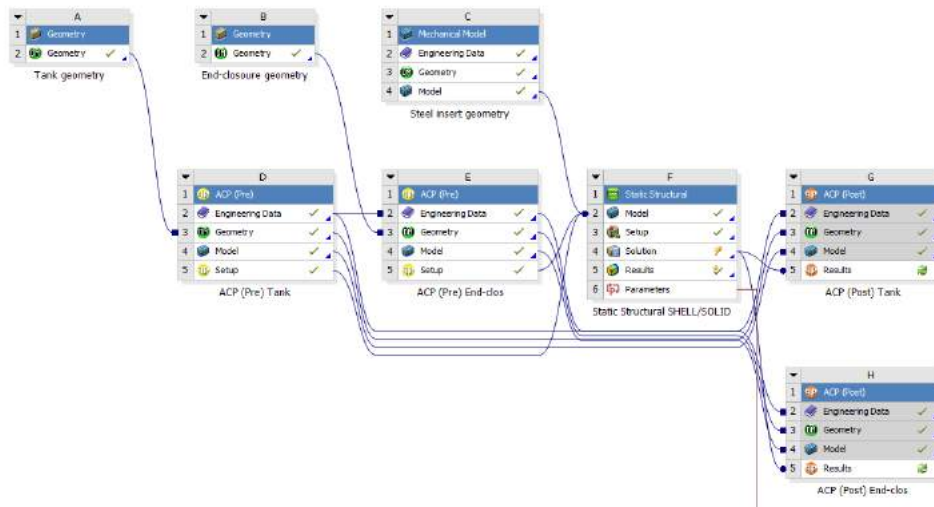 A
1 Geometry
2 Geometry
Tank geometry
B
1 Geometry
2 Geometry
End-closoure geometry
C
1 Mechanical Model
2 Engineering Data
3 Geometry
4 Model
Steel insert geometry
D
1 ACP (Pre)
2 Engineering Data
3 Geometry
4 Model
5 Setup
ACP (Pre) Tank
E
1 ACP (Pre)
2 Engineering Data
3 Geometry
4 Model
5 Setup
ACP (Pre) End-clos
F
1 Static Structural
2 Model
3 Setup
4 Solution
5 Results
6 Parameters
Static Structural SHELL/SOLID
G
1 ACP (Post)
2 Engineering Data
3 Geometry
4 Model
5 Results
ACP (Post) Tank
H
1 ACP (Post)
2 Engineering Data
3 Geometry
4 Model
5 Results
ACP (Post) End-clos